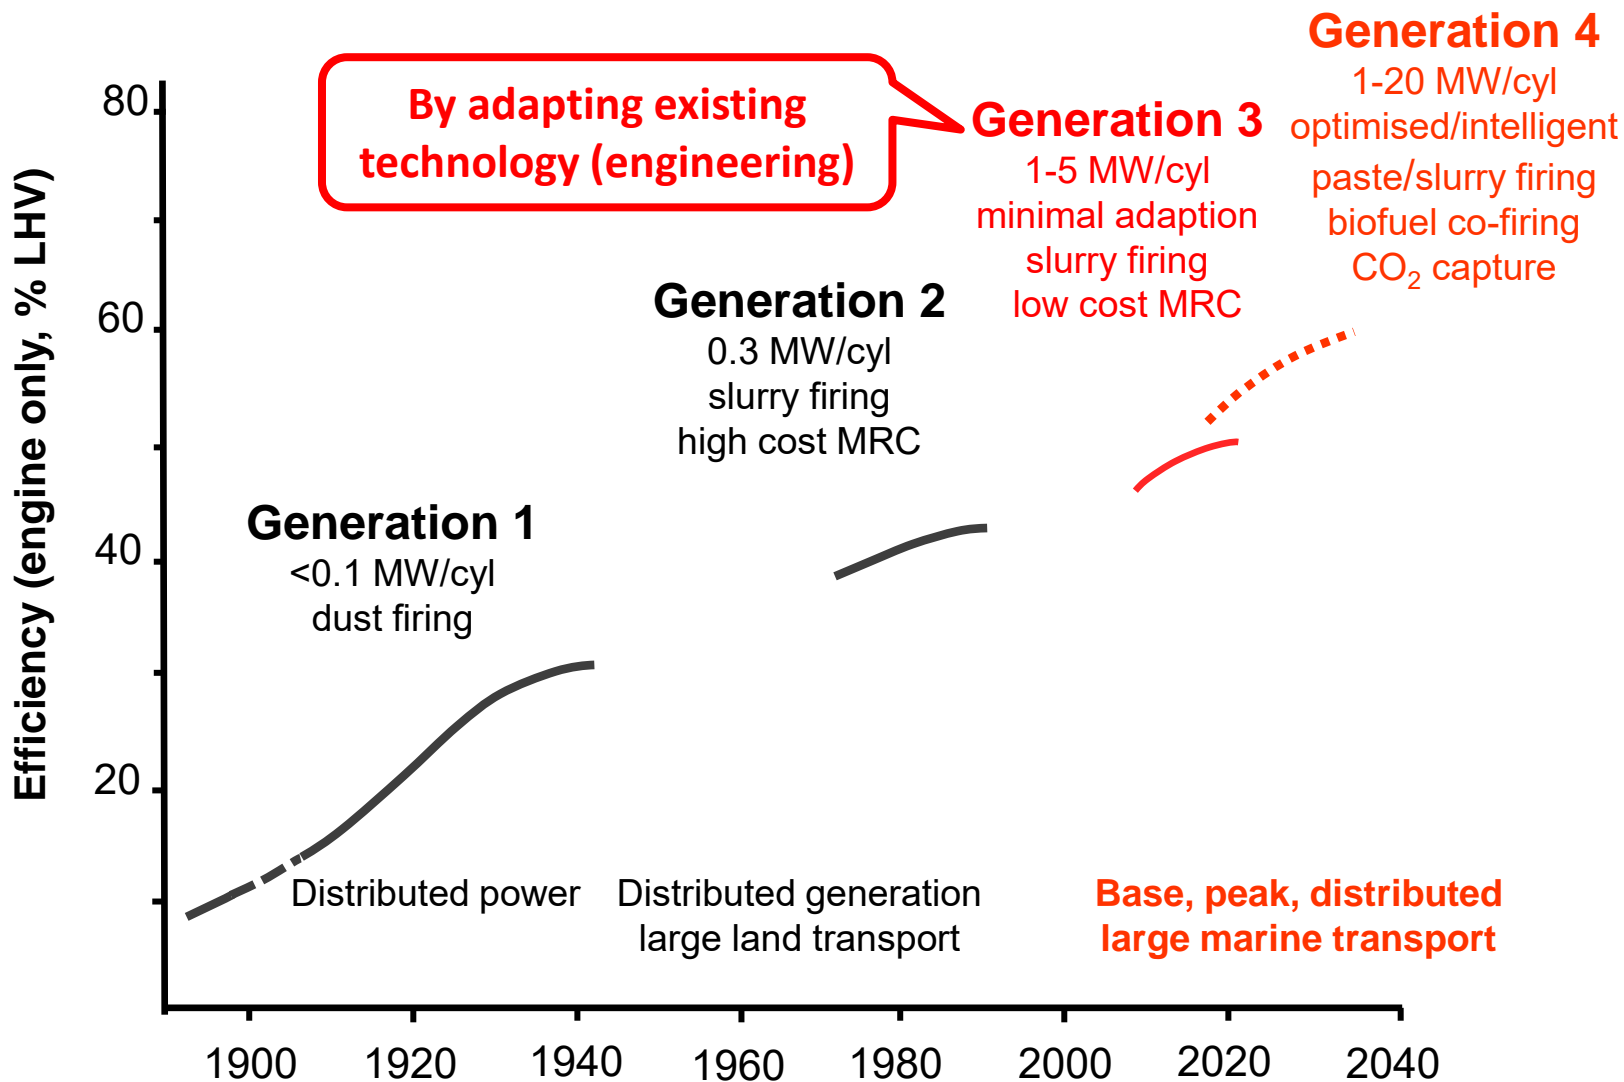 Generation 4
1-20 MW/cyl
optimised/intelligent
paste/slurry firing
biofuel co-firing
CO₂ capture
By adapting existing
technology (engineering)
Generation 3
1-5 MW/cyl
minimal adaption
slurry firing
low cost MRC
Generation 2
0.3 MW/cyl
slurry firing
high cost MRC
Generation 1
<0.1 MW/cyl
dust firing
Efficiency (engine only, % LHV)
80
60
40
20
Distributed power
Distributed generation
large land transport
Base, peak, distributed
large marine transport
1900 1920 1940 1960 1980 2000 2020 2040